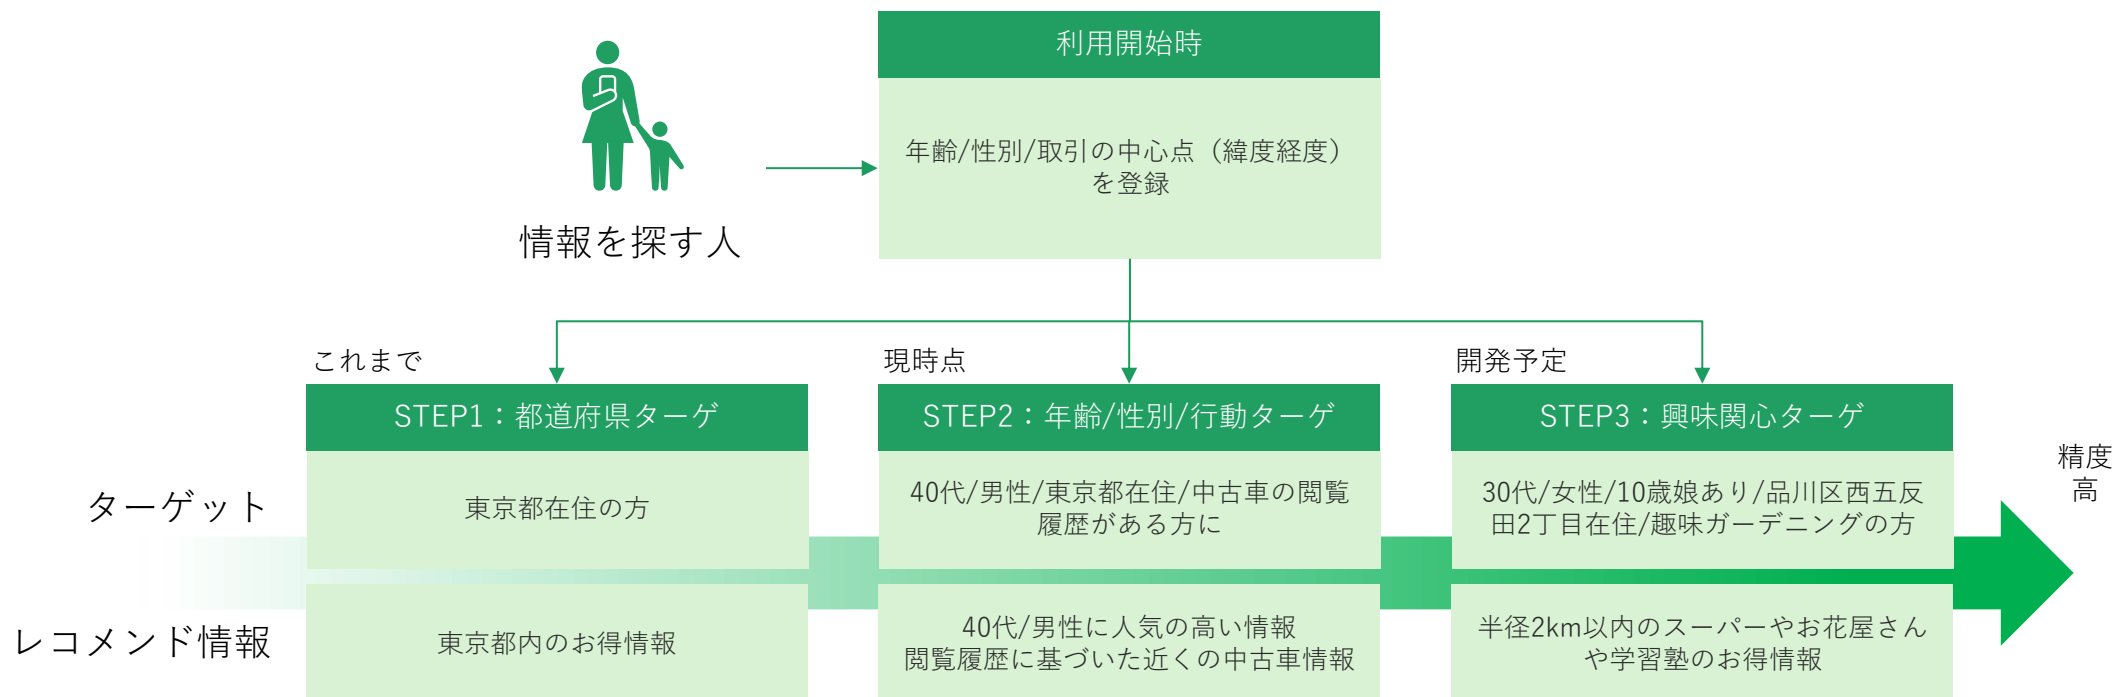 利用開始時
年齢/性別/取引の中心点（緯度経度）
を登録
情報を探す人
これまで
現時点
開発予定
STEP1：都道府県ターゲ
STEP2：年齢/性別/行動ターゲ
STEP3：興味関心ターゲ
精度
高
ターゲット
東京都在住の方
40代/男性/東京都在住/中古車の閲覧
履歴がある方に
30代/女性/10歳娘あり/品川区西五反
田2丁目在住/趣味ガーデニングの方
レコメンド情報
東京都内のお得情報
40代/男性に人気の高い情報
閲覧履歴に基づいた近くの中古車情報
半径2km以内のスーパーやお花屋さん
や学習塾のお得情報